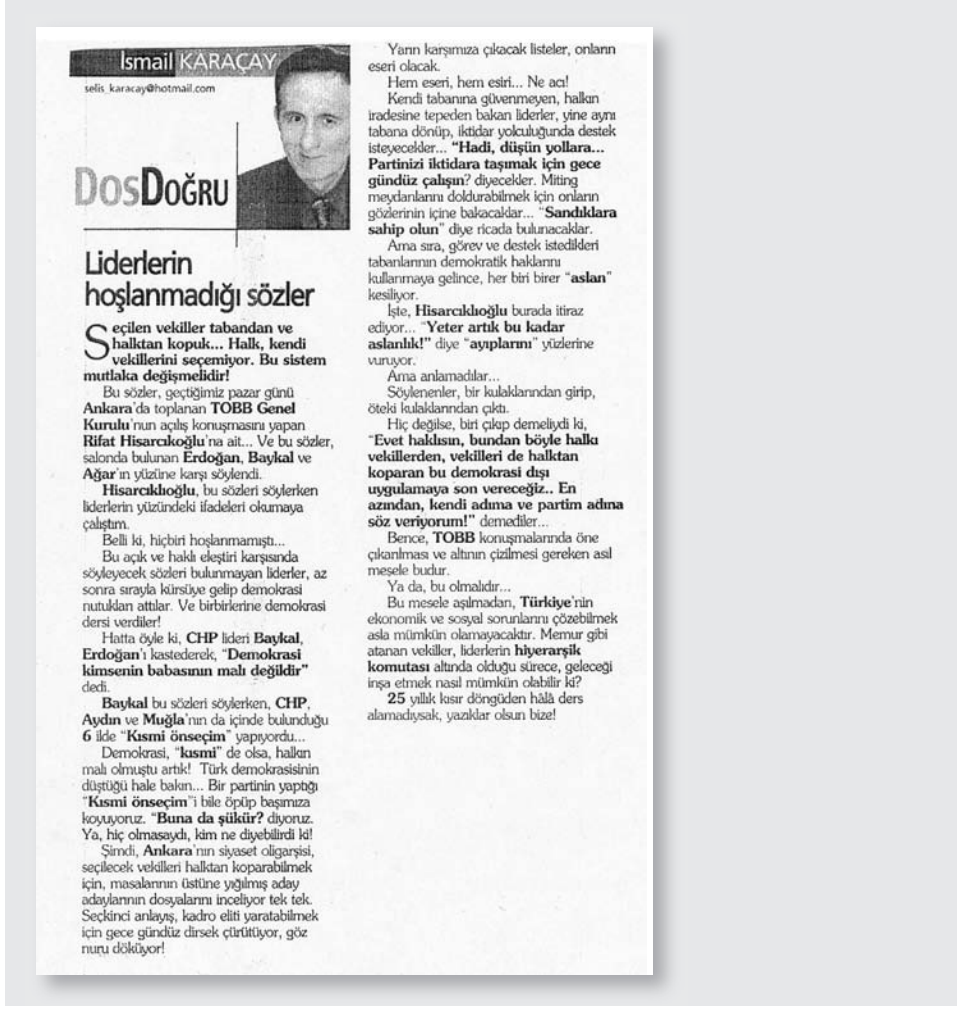 İsmail KARAÇAY
selis_karacay@hotmail.com
DOSDOĞRU
Liderlerin
hoşlanmadığı sözler
Seçilen vekiller tabandan ve
halktan kopuk... Halk, kendi
vekillerini seçemiyor. Bu sistem
mutlaka değişmelidir!
Bu sözler, geçtiğimiz pazar günü
Ankara'da toplanan TOBB Genel
Kurulu'nun açılış konuşmasını yapan
Rifat Hisarcıkoğlu'na ait... Ve bu sözler,
salonda bulunan Erdoğan, Baykal ve
Ağar'ın yüzüne karşı söylendi.
Hisarcıklıoğlu, bu sözleri söylerken
liderlerin yüzündeki ifadeleri okumaya
çalıştım.
Belli ki, hiçbiri hoşlanmamıştı...
Bu açık ve haklı eleştiri karşısında
söyleyecek sözleri bulunmayan liderler, az
sonra sırayla kürsüye gelip demokrasi
nutukları attılar. Ve birbirlerine demokrasi
dersi verdiler!
Hatta öyle ki, CHP lideri Baykal,
Erdoğan'ı kastederek, "Demokrasi
kimsenin babasının malı değildir"
dedi.
Baykal bu sözleri söylerken, CHP,
Aydın ve Muğla'nın da içinde bulunduğu
6 ilde "Kısmi önseçim" yapıyordu...
Demokrasi, "kısmi" de olsa, halkın
malı olmuştu artık! Türk demokrasisinin
düştüğü hale bakın... Bir partinin yaptığı
"Kısmi önseçim"i bile öpüp başımıza
koyuyoruz. "Buna da şükür? diyoruz.
Ya, hiç olmasaydı, kim ne diyebilirdi ki!
Şimdi, Ankara'nın siyaset oligarşisi,
seçilecek vekilleri halktan koparabilmek
için, masalarının üstüne yığılmış aday
adaylarının dosyalarını inceliyor tek tek.
Seçkinci anlayış, kadro eliti yaratabilmek
için gece gündüz dirsek çürütüyor, göz
nuru döküyor!
Yarın karşımıza çıkacak listeler, onların
eseri olacak.
Hem eseri, hem esiri... Ne acı!
Kendi tabanına güvenmeyen, halkın
iradesine tepeden bakan liderler, yine aynı
tabana dönüp, iktidar yolculuğunda destek
isteyecekler... "Hadi, düşün yollara...
Partinizi iktidara taşımak için gece
gündüz çalışın? diyecekler. Miting
meydanlarını doldurabilmek için onların
gözlerinin içine bakacaklar... "Sandıklara
sahip olun" diye ricada bulunacaklar.
Ama sıra, görev ve destek istedikleri
tabanlarının demokratik haklarını
kullanmaya gelince, her biri birer "aslan"
kesiliyor.
İşte, Hisarcıklıoğlu burada itiraz
ediyor... "Yeter artık bu kadar
aslanlık!" diye "ayıplarını" yüzlerine
vuruyor.
Ama anlamadılar...
Söylenenler, bir kulaklarından girip,
öteki kulaklarından çıktı.
Hiç değilse, biri çıkıp demeliydi ki,
"Evet haklısın, bundan böyle halkı
vekillerden, vekilleri de halktan
koparan bu demokrasi dışı
uygulamaya son vereceğiz.. En
azından, kendi adıma ve partim adına
söz veriyorum!" demediler...
Bence, TOBB konuşmalarında öne
çıkarılması ve altının çizilmesi gereken asıl
mesele budur.
Ya da, bu olmalıdır...
Bu mesele aşılmadan, Türkiye'nin
ekonomik ve sosyal sorunlarını çözebilmek
asla mümkün olamayacaktır. Memur gibi
atanan vekiller, liderlerin hiyerarşik
komutası altında olduğu sürece, geleceği
inşa etmek nasıl mümkün olabilir ki?
25 yıllık kısır döngüden hâlâ ders
alamadıysak, yazıklar olsun bize!